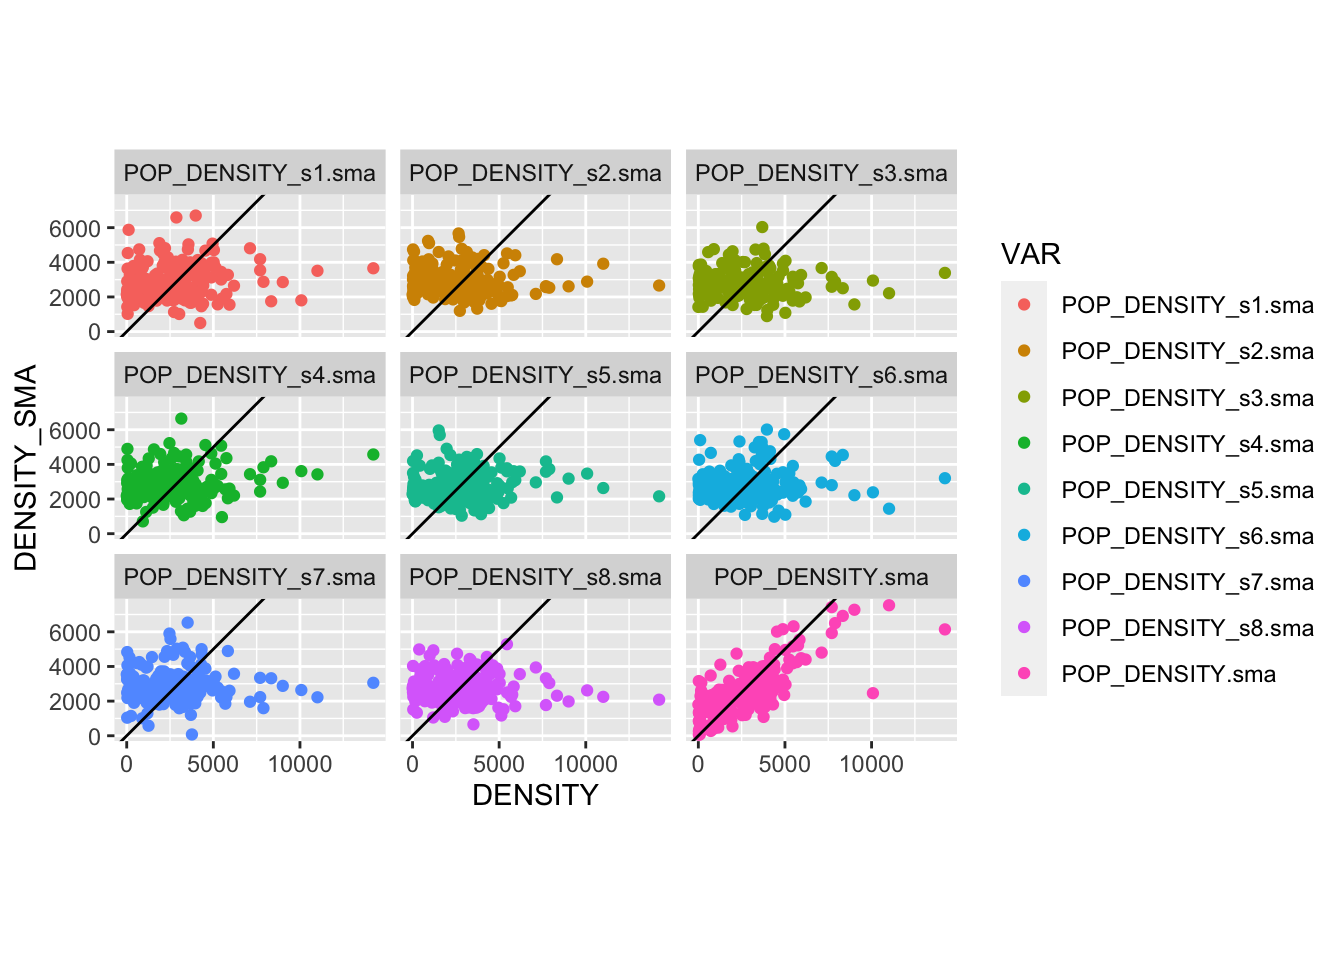 POP_DENSITY_s1.sma POP_DENSITY_s2.sma POP_DENSITY_s3.sma
6000
4000
2000
0
POP_DENSITY_s4.sma POP_DENSITY_s5.sma POP_DENSITY_s6.sma
6000
4000
2000
0
POP_DENSITY_s7.sma POP_DENSITY_s8.sma POP_DENSITY.sma
6000
4000
2000
0
0 5000 10000 0 5000 10000 0 5000 10000
DENSITY
DENSITY_SMA
VAR
POP_DENSITY_s1.sma
POP_DENSITY_s2.sma
POP_DENSITY_s3.sma
POP_DENSITY_s4.sma
POP_DENSITY_s5.sma
POP_DENSITY_s6.sma
POP_DENSITY_s7.sma
POP_DENSITY_s8.sma
POP_DENSITY.sma